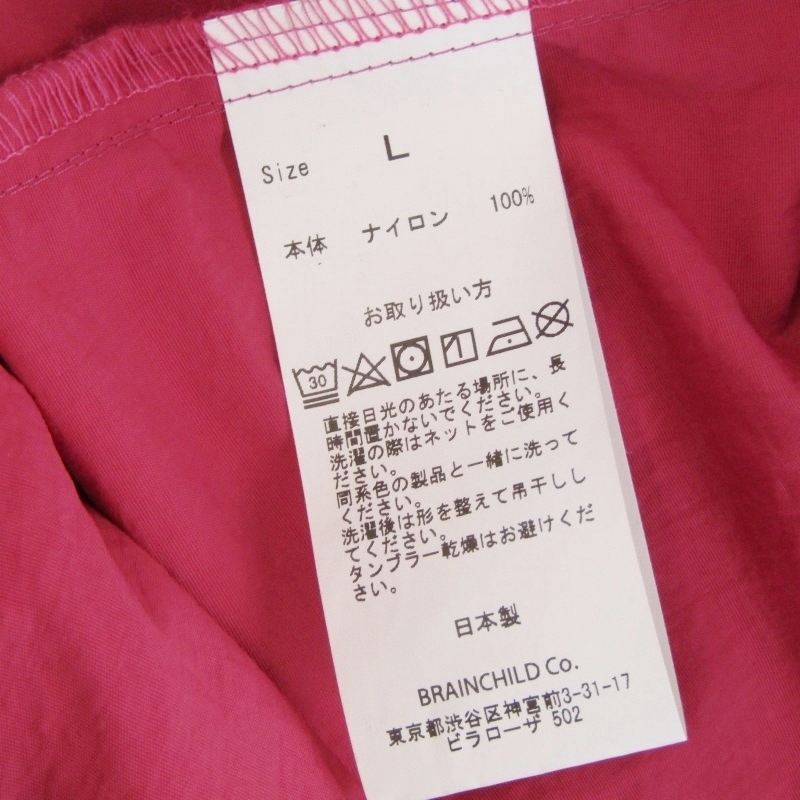 Size L
本体 ナイロン 100%
お取り扱い方
30
直接日光のあたる場所に、長
時間置かないでください。
洗濯の際はネットをご使用く
ださい。
同系色の製品と一緒に洗って
ください。
洗濯後は形を整えて吊干しし
てください。
タンブラー乾燥はお避けくだ
さい。
日本製
BRAINCHILD Co.
東京都渋谷区神宮前3-31-17
ビラローザ 502